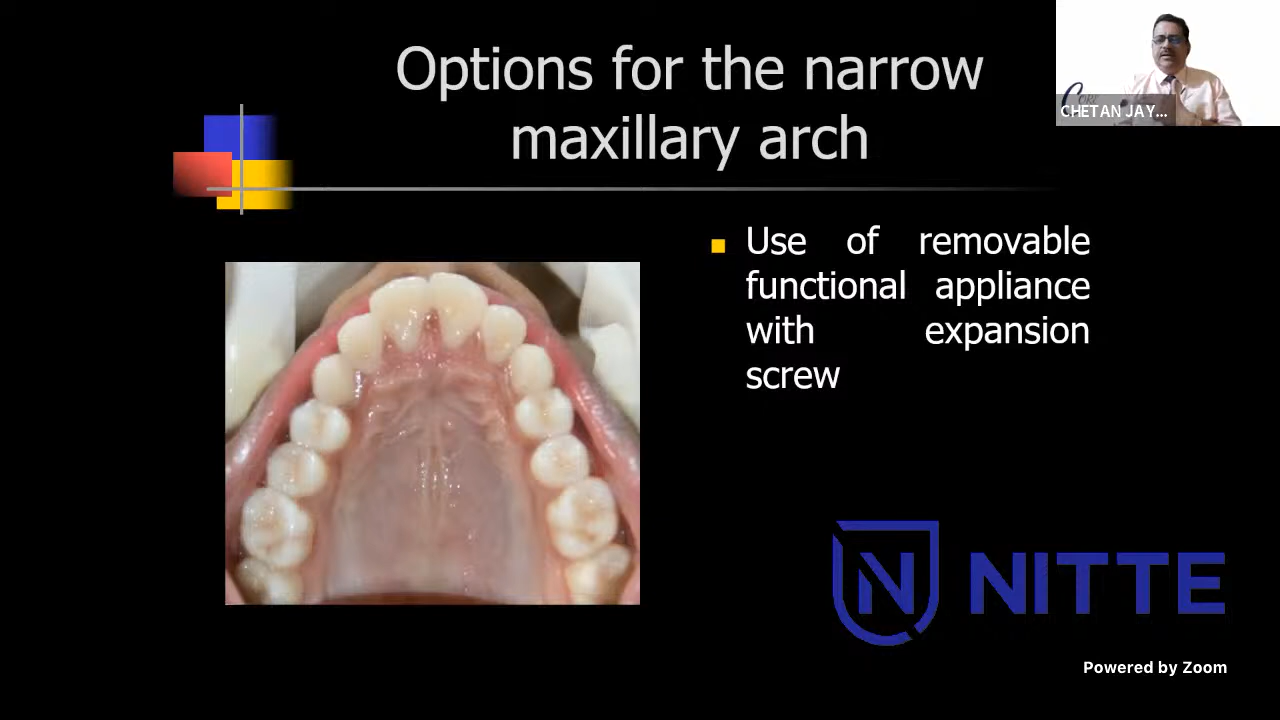 Options for the narrow
maxillary arch
CHETAN JAY...
Use of removable
functional appliance
with expansion
screw
N NITTE
Powered by Zoom